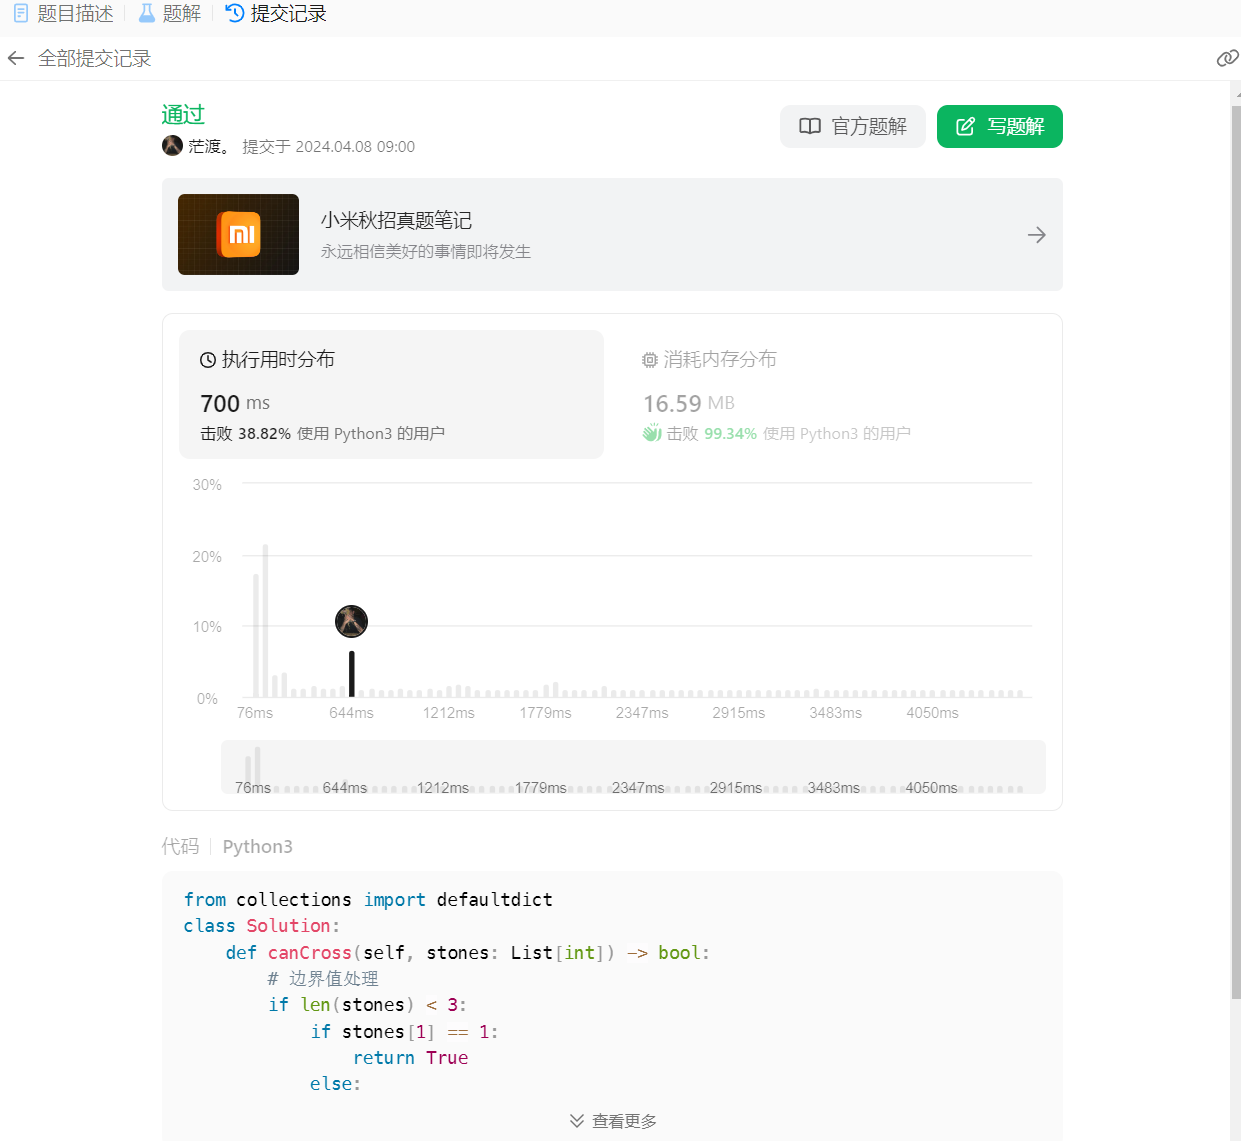 题目描述 题解 提交记录
全部提交记录
通过
官方题解 写题解
茫渡。 提交于 2024.04.08 09:00
mi
小米秋招真题笔记
永远相信美好的事情即将发生
执行用时分布 消耗内存分布
700 ms 16.59 MB
击败 38.82% 使用 Python3 的用户 击败 99.34% 使用 Python3 的用户
30%
20%
10%
0%
76ms 644ms 1212ms 1779ms 2347ms 2915ms 3483ms 4050ms
76ms 644ms 1212ms 1779ms 2347ms 2915ms 3483ms 4050ms
代码 Python3
from collections import defaultdict
class Solution:
    def canCross(self, stones: List[int]) -> bool:
        # 边界值处理
        if len(stones) < 3:
            if stones[1] == 1:
                return True
            else:
查看更多